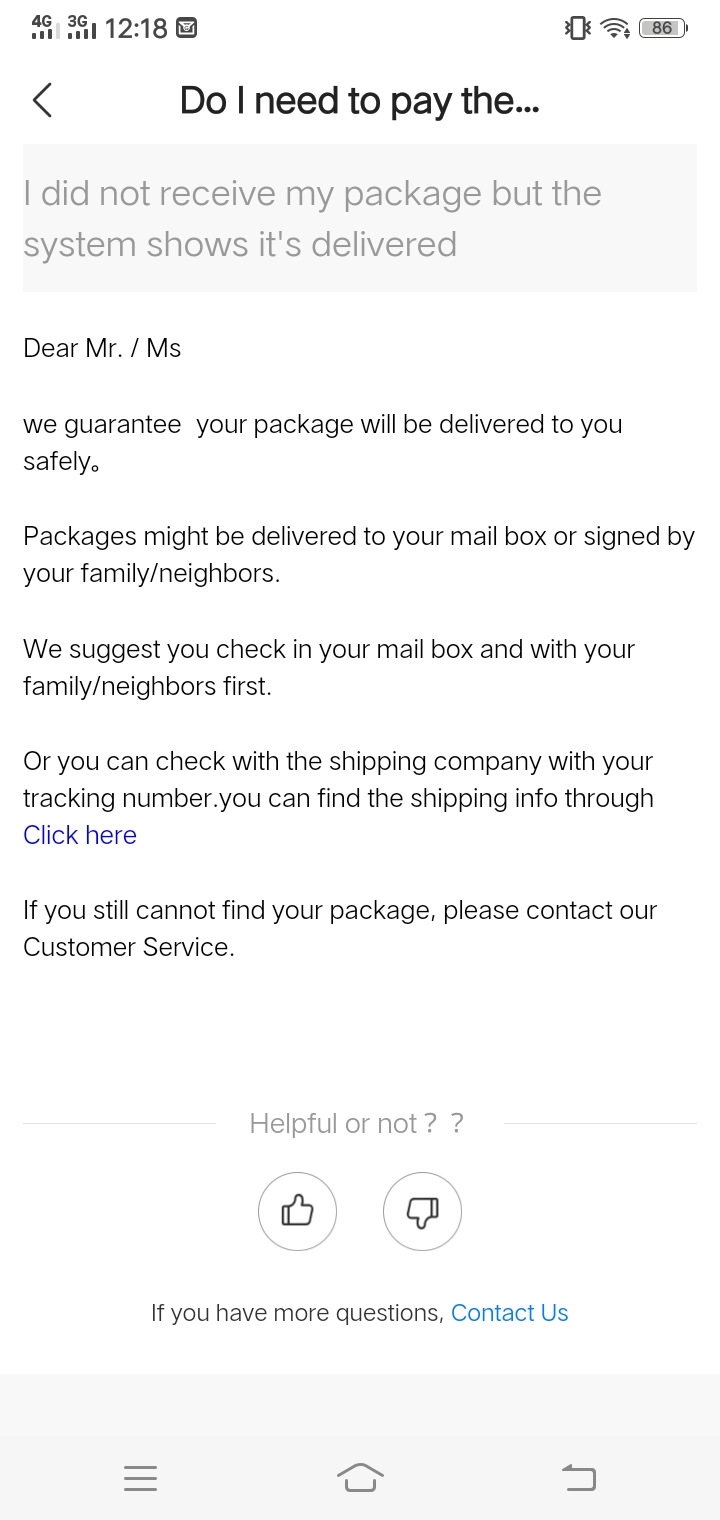 4G 3G 12:18 86
Do I need to pay the...
I did not receive my package but the
system shows it's delivered
Dear Mr. / Ms
we guarantee  your package will be delivered to you
safely。
Packages might be delivered to your mail box or signed by
your family/neighbors.
We suggest you check in your mail box and with your
family/neighbors first.
Or you can check with the shipping company with your
tracking number.you can find the shipping info through
Click here
If you still cannot find your package, please contact our
Customer Service.
Helpful or not？ ？
If you have more questions, Contact Us